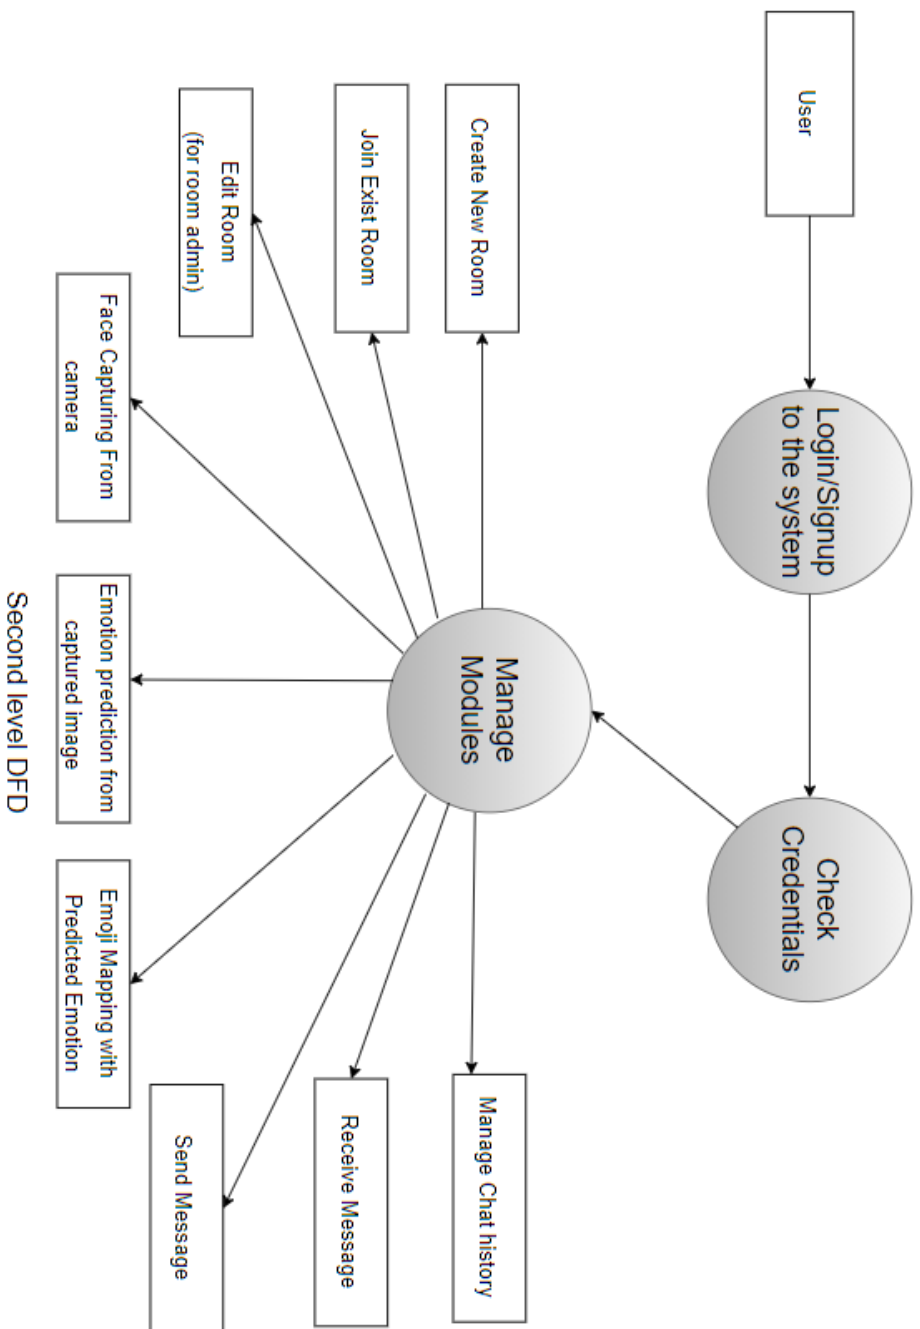 User
Login/Signup
to the system
Check
Credentials
Manage
Modules
Create New Room
Join Exist Room
Edit Room
(for room admin)
Face Capturing From
camera
Emotion prediction from
captured image
Emoji Mapping with
Predicted Emotion
Send Message
Receive Message
Manage Chat history
Second level DFD